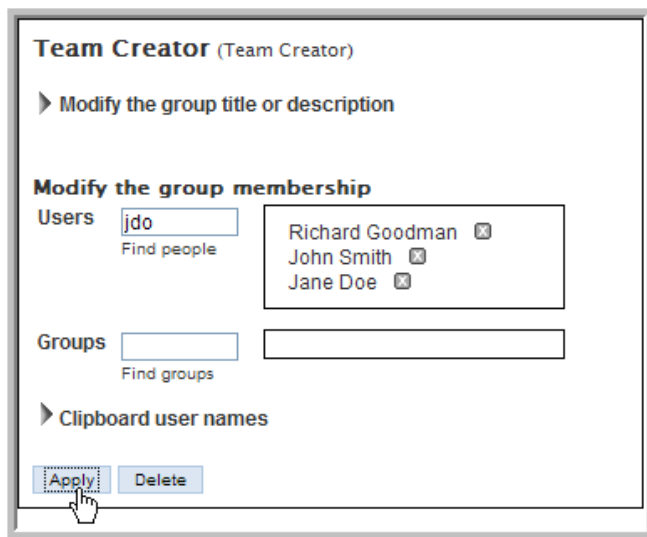 Team Creator (Team Creator)
Modify the group title or description
Modify the group membership
Users
jdo
Find people
Richard Goodman
John Smith
Jane Doe
Groups
Find groups
Clipboard user names
Apply Delete